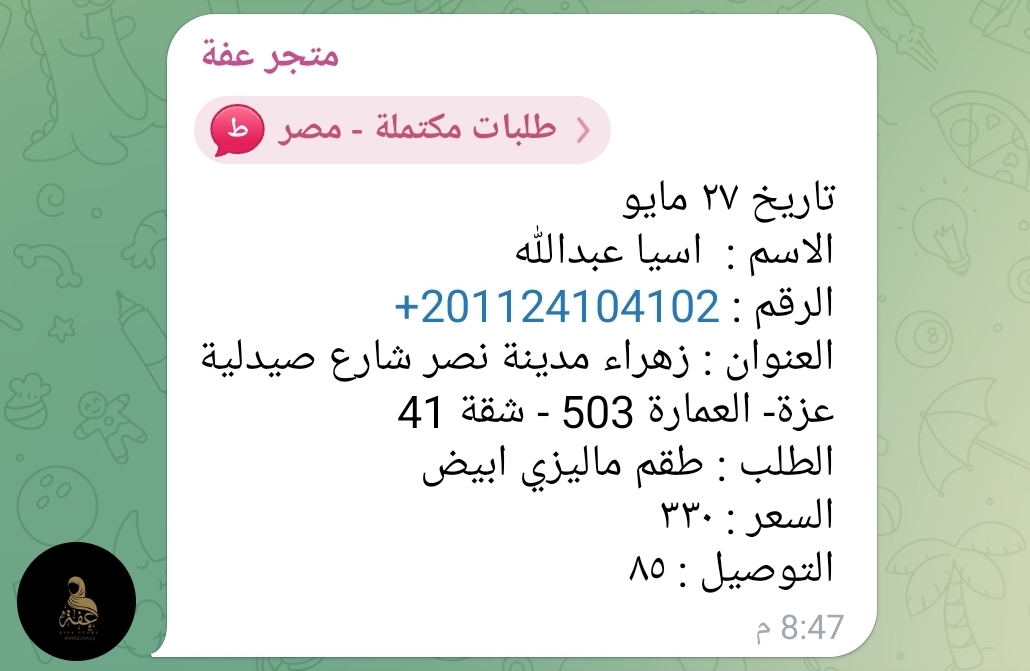 متجر عفة
ط طلبات مكتملة - مصر
تاريخ ٢٧ مايو
الاسم : اسيا عبدالله
الرقم : 201124104102+
العنوان : زهراء مدينة نصر شارع صيدلية
عزة- العمارة 503 - شقة 41
الطلب : طقم ماليزي ابيض
السعر : ٣٣٠
التوصيل : ٨٥
8:47 م
عفة